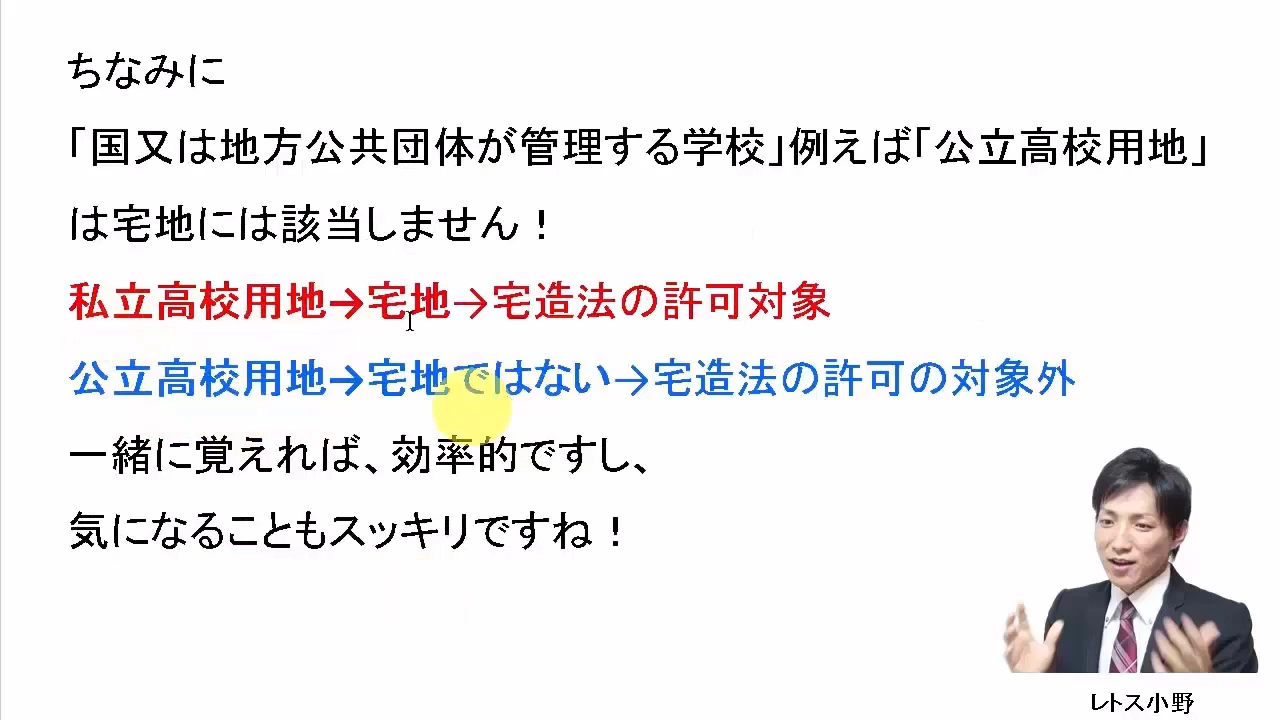 ちなみに
「国又は地方公共団体が管理する学校」例えば「公立高校用地」
は宅地には該当しません！
私立高校用地→宅地→宅造法の許可対象
公立高校用地→宅地ではない→宅造法の許可の対象外
一緒に覚えれば、効率的ですし、
気になることもスッキリですね！
レトス小野